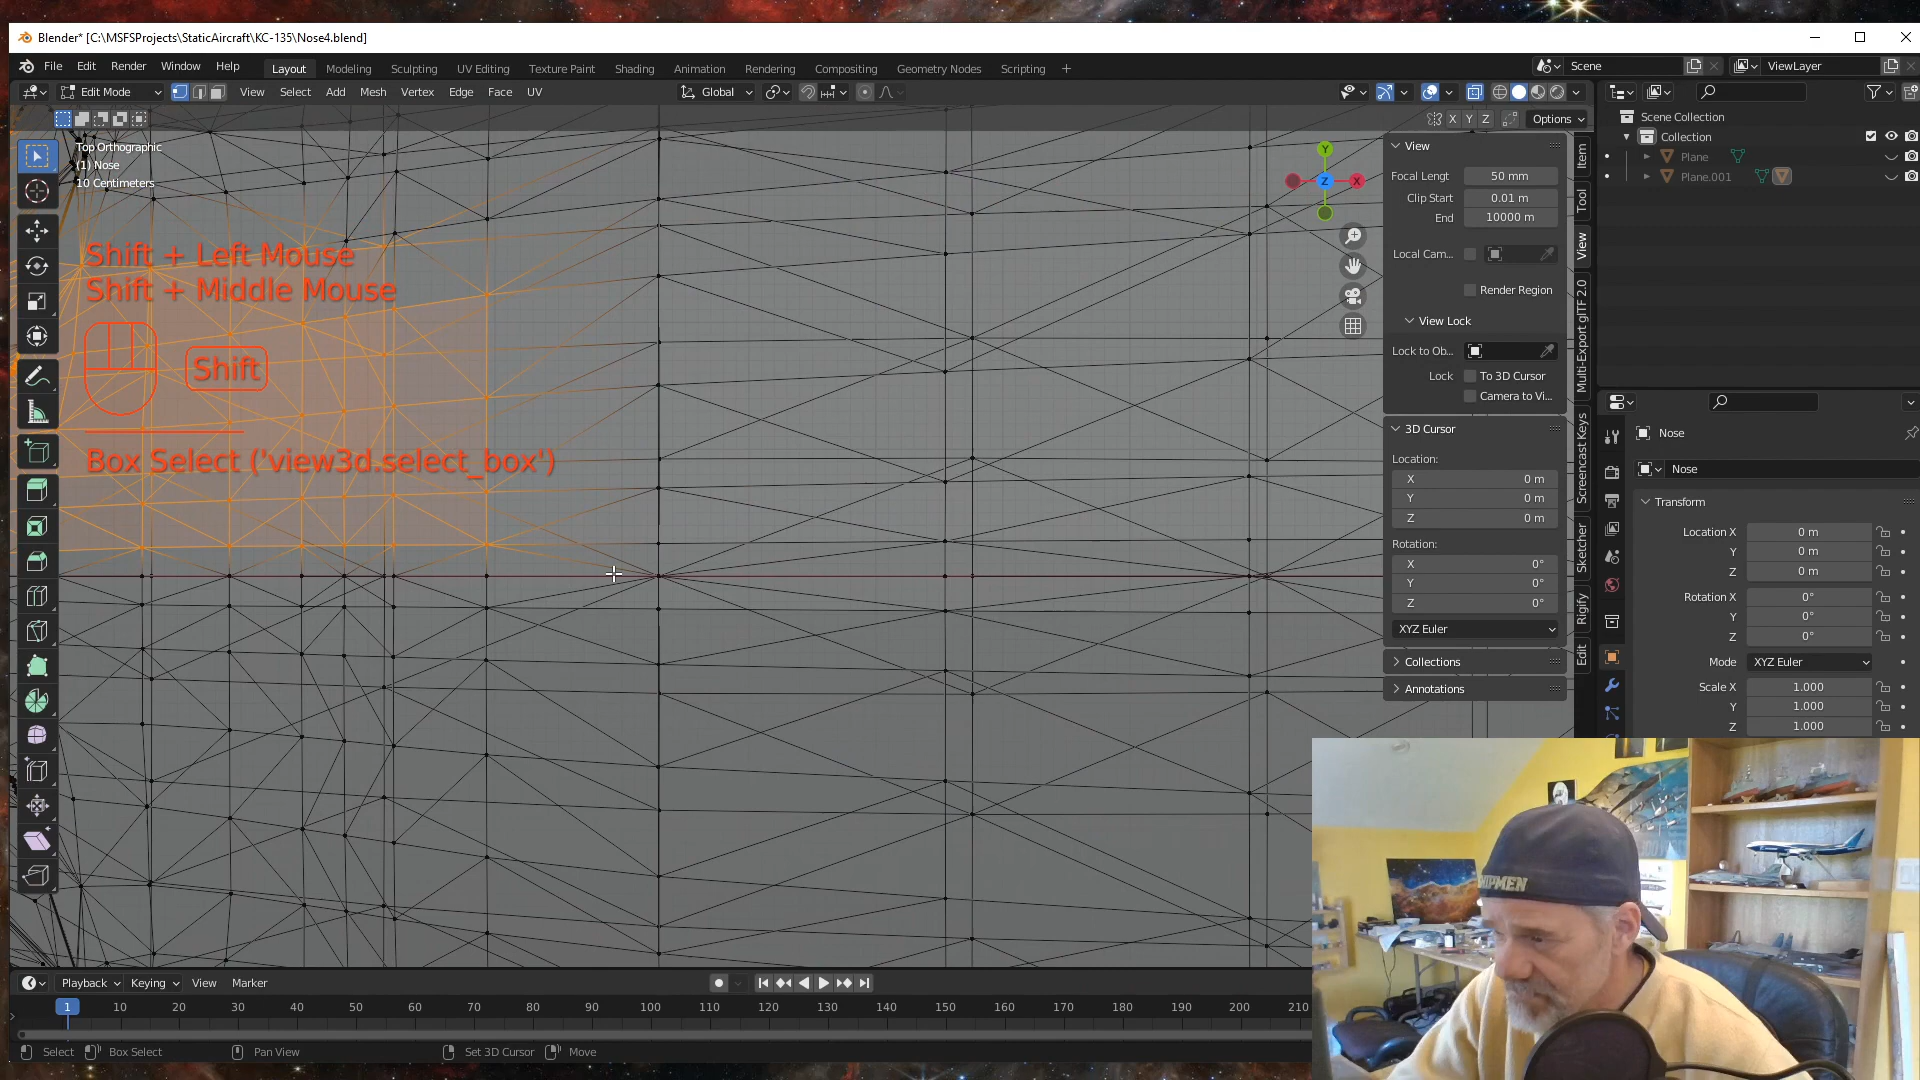 Blender* [C:\MSFSProjects\StaticAircraft\KC-135\Nose4.blend]
File Edit Render Window Help Layout Modeling Sculpting UV Editing Texture Paint Shading Animation Rendering Compositing Geometry Nodes Scripting + Scene ViewLayer
Edit Mode View Select Add Mesh Vertex Edge Face UV Global
X Y Z Options
Top Orthographic
(1) Nose
10 Centimeters
Shift + Left Mouse
Shift + Middle Mouse
Shift
Box Select ('view3d.select_box')
Y
Z
X
View
Focal Lengt 50 mm
Clip Start 0.01 m
End 10000 m
Local Cam...
Render Region
View Lock
Lock to Ob...
Lock To 3D Cursor
Camera to Vi...
3D Cursor
Location:
X 0 m
Y 0 m
Z 0 m
Rotation:
X 0°
Y 0°
Z 0°
XYZ Euler
Collections
Annotations
Item
Tool
View
Multi-Export glTF 2.0
Screencast Keys
Sketcher
Rigify
Edit
Scene Collection
Collection
Plane
Plane.001
Nose
Nose
Transform
Location X 0 m
Y 0 m
Z 0 m
Rotation X 0°
Y 0°
Z 0°
Mode XYZ Euler
Scale X 1.000
Y 1.000
Z 1.000
Playback Keying View Marker
1 10 20 30 40 50 60 70 80 90 100 110 120 130 140 150 160 170 180 190 200 210
Select Box Select Pan View Set 3D Cursor Move